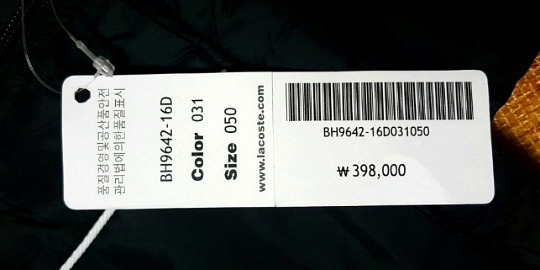 품질경영및공산품안전
관리법에의한품질표시
BH9642-16D
Color 031
Size 050
www.lacoste.com
BH9642-16D031050
₩ 398,000